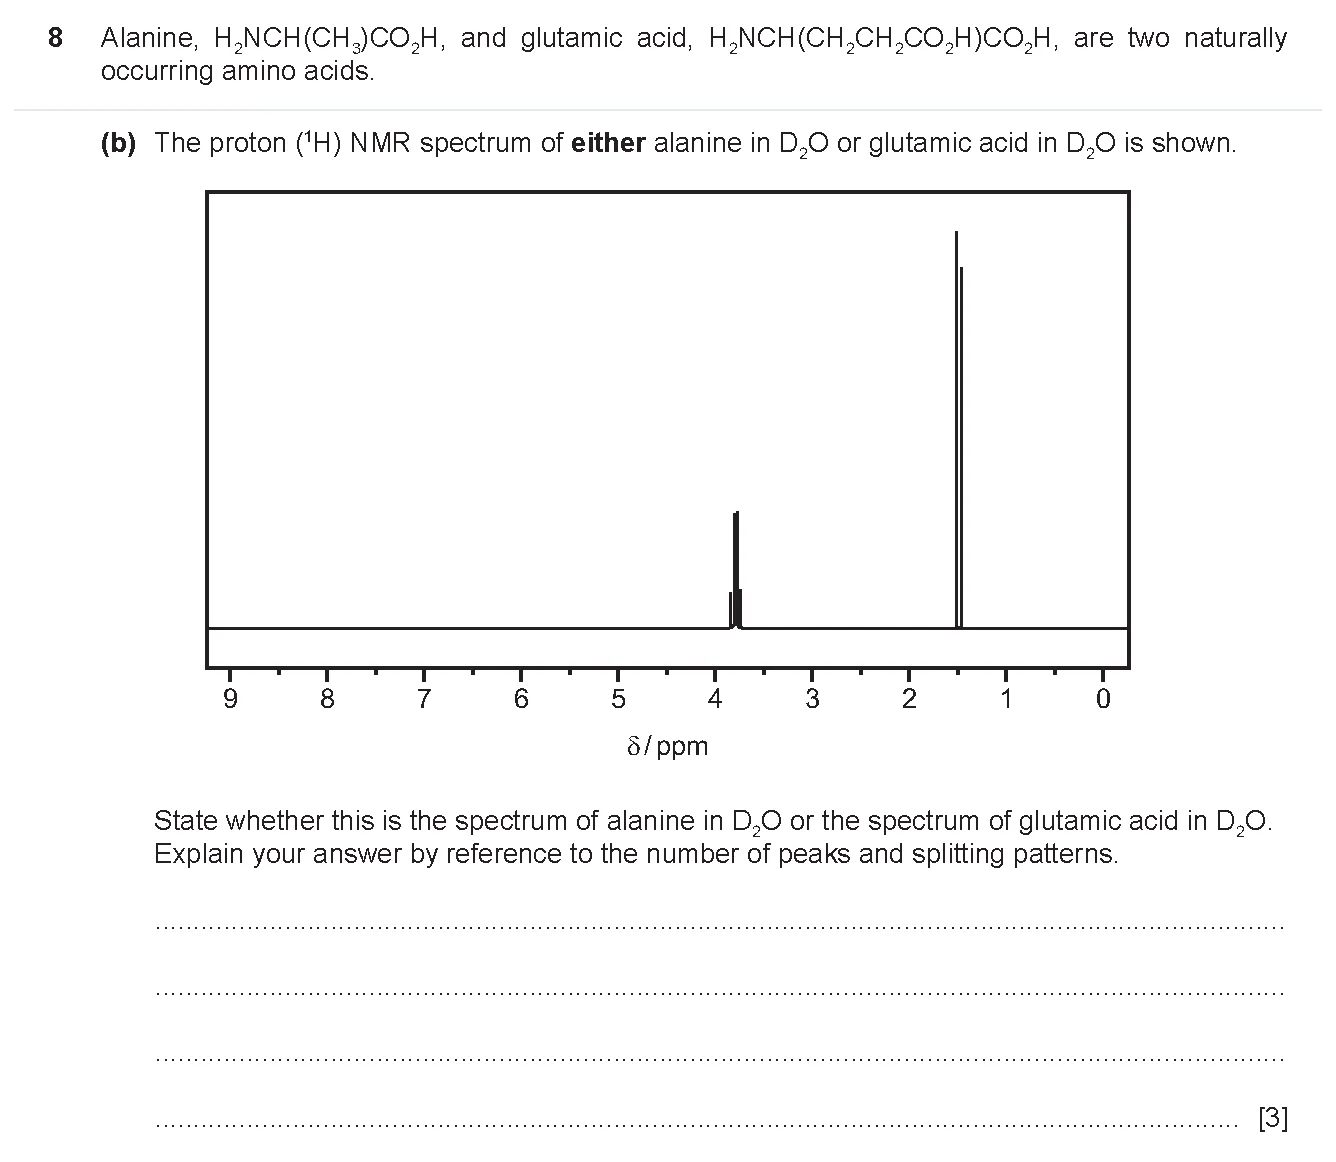 8 Alanine, H₂NCH(CH₃)CO₂H, and glutamic acid, H₂NCH(CH₂CH₂CO₂H)CO₂H, are two naturally
occurring amino acids.
(b) The proton (¹H) NMR spectrum of either alanine in D₂O or glutamic acid in D₂O is shown.
9 8 7 6 5 4 3 2 1 0
δ/ppm
State whether this is the spectrum of alanine in D₂O or the spectrum of glutamic acid in D₂O.
Explain your answer by reference to the number of peaks and splitting patterns.
[3]